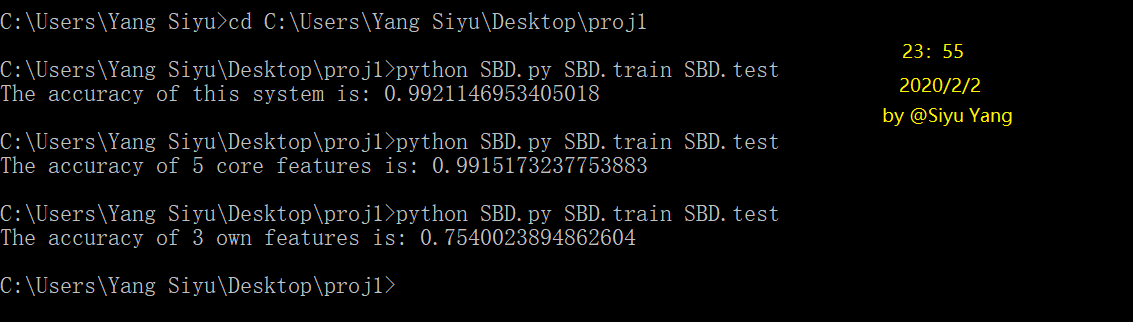 C:\Users\Yang Siyu>cd C:\Users\Yang Siyu\Desktop\proj1
C:\Users\Yang Siyu\Desktop\proj1>python SBD.py SBD.train SBD.test
The accuracy of this system is: 0.9921146953405018
C:\Users\Yang Siyu\Desktop\proj1>python SBD.py SBD.train SBD.test
The accuracy of 5 core features is: 0.9915173237753883
C:\Users\Yang Siyu\Desktop\proj1>python SBD.py SBD.train SBD.test
The accuracy of 3 own features is: 0.7540023894862604
C:\Users\Yang Siyu\Desktop\proj1>
23: 55
2020/2/2
by @Siyu Yang